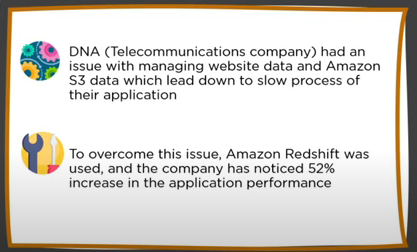 DNA (Telecommunications company) had an
issue with managing website data and Amazon
S3 data which lead down to slow process of
their application
To overcome this issue, Amazon Redshift was
used, and the company has noticed 52%
increase in the application performance